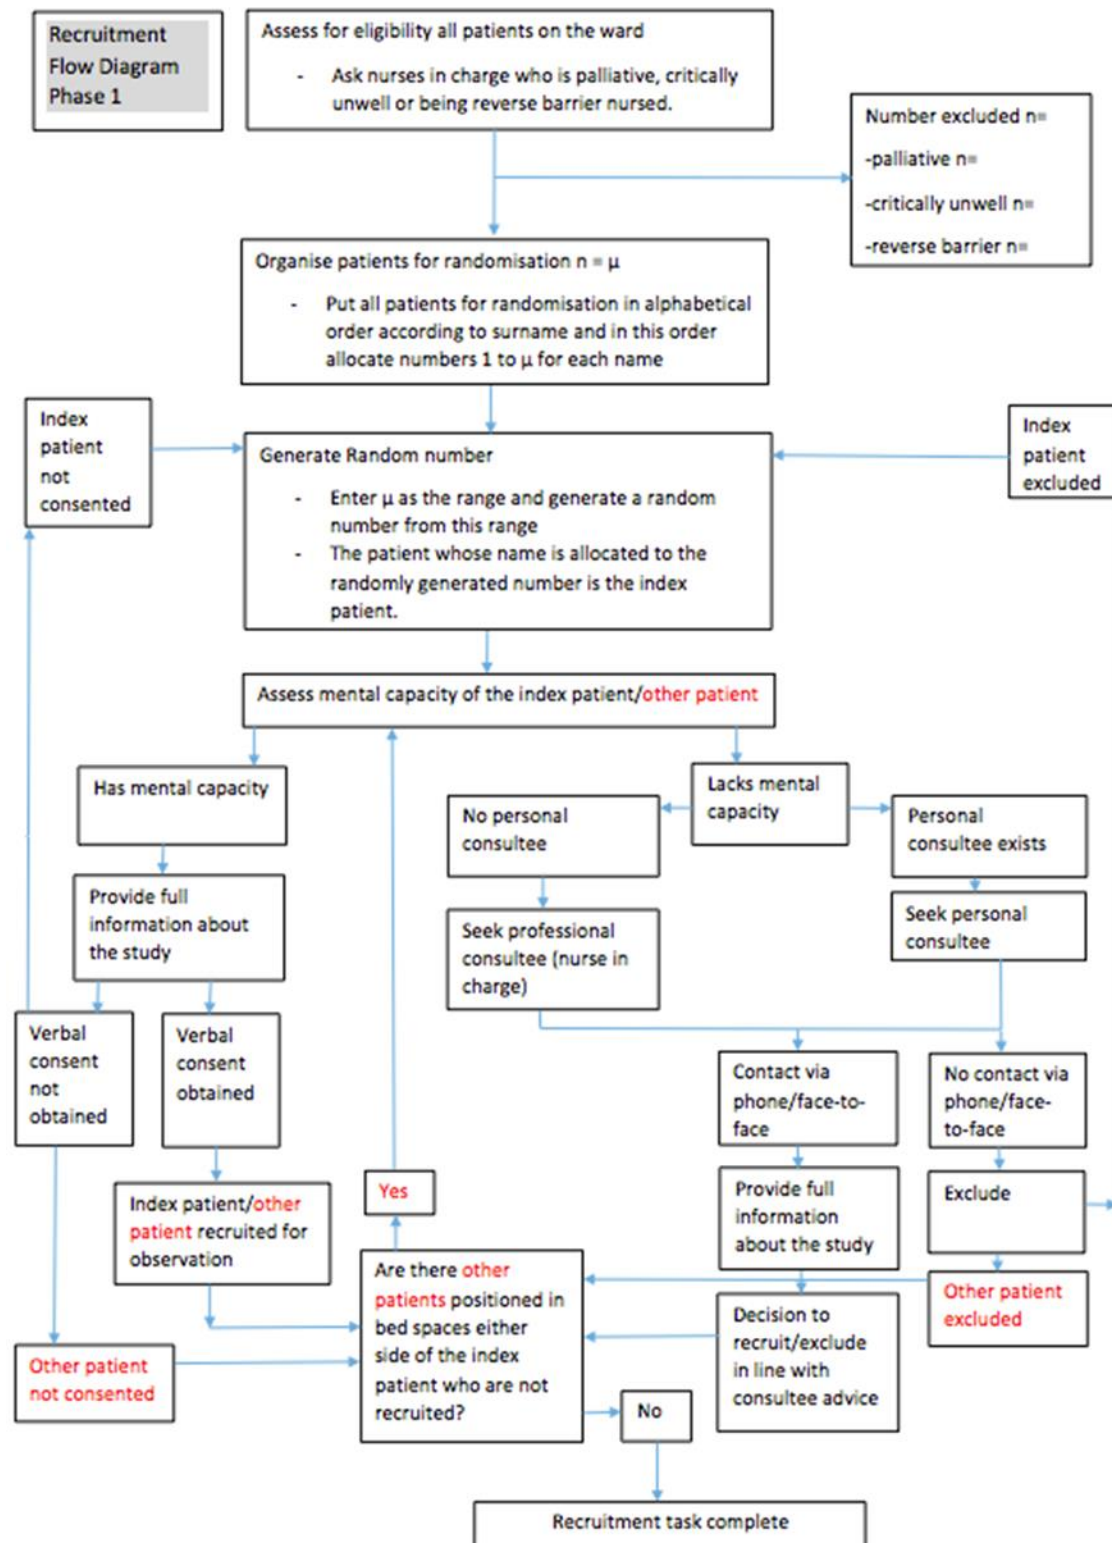 Recruitment
Flow Diagram
Phase 1
Assess for eligibility all patients on the ward
- Ask nurses in charge who is palliative, critically
unwell or being reverse barrier nursed.
Number excluded n=
-palliative n=
-critically unwell n=
-reverse barrier n=
Organise patients for randomisation n = μ
- Put all patients for randomisation in alphabetical
order according to surname and in this order
allocate numbers 1 to μ for each name
Index
patient
not
consented
Generate Random number
- Enter μ as the range and generate a random
number from this range
- The patient whose name is allocated to the
randomly generated number is the index
patient.
Index
patient
excluded
Assess mental capacity of the index patient/other patient
Has mental capacity
Lacks mental
capacity
No personal
consultee
Personal
consultee exists
Provide full
information about
the study
Seek professional
consultee (nurse in
charge)
Seek personal
consultee
Verbal
consent
not
obtained
Verbal
consent
obtained
Contact via
phone/face-to-
face
No contact via
phone/face-
to-face
Index patient/other
patient recruited for
observation
Yes
Provide full
information
about the study
Exclude
Other patient
not consented
Are there other
patients positioned in
bed spaces either
side of the index
patient who are not
recruited?
Decision to
recruit/exclude
in line with
consultee advice
Other patient
excluded
No
Recruitment task complete